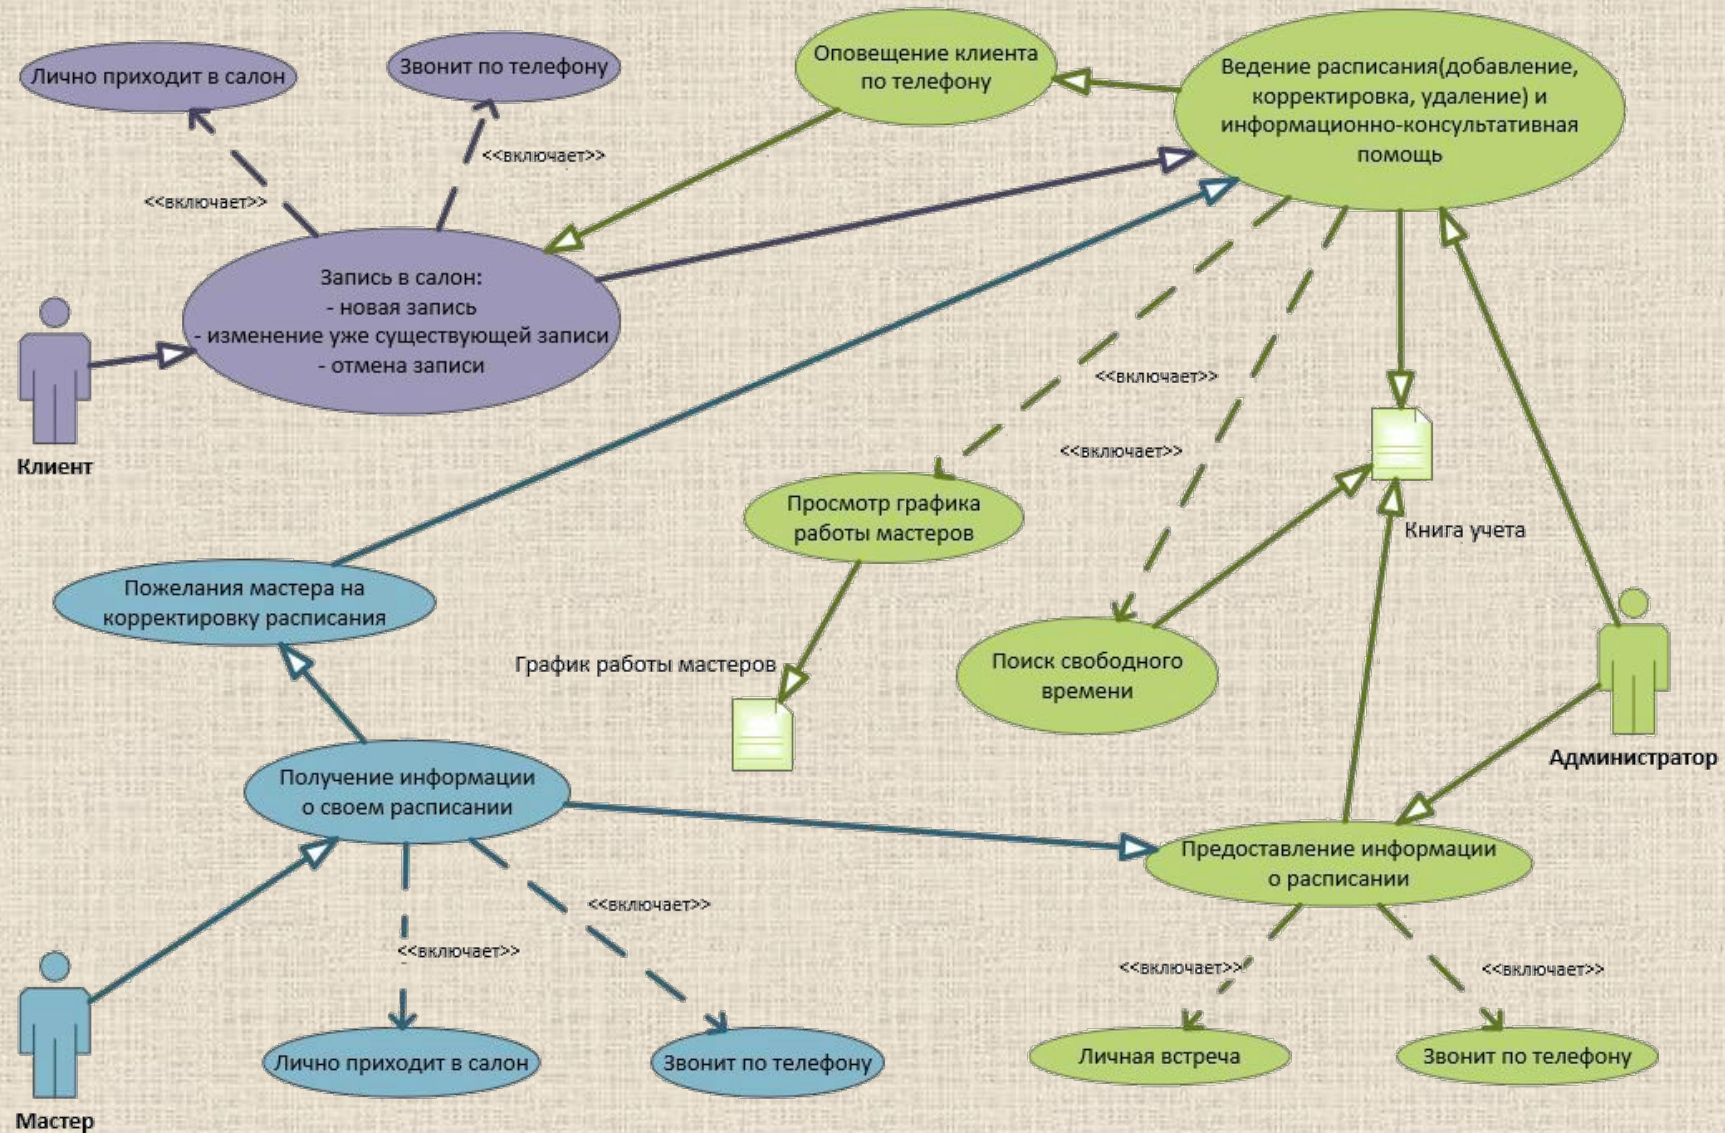 Лично приходит в салон
Звонит по телефону
Оповещение клиента
по телефону
Ведение расписания(добавление,
корректировка, удаление) и
информационно-консультативная
помощь
<<включает>>
<<включает>>
Запись в салон:
- новая запись
- изменение уже существующей записи
- отмена записи
Клиент
<<включает>>
<<включает>>
Просмотр графика
работы мастеров
Книга учета
Пожелания мастера на
корректировку расписания
График работы мастеров
Поиск свободного
времени
Администратор
Получение информации
о своем расписании
Предоставление информации
о расписании
<<включает>>
<<включает>>
<<включает>>
<<включает>>
Лично приходит в салон
Звонит по телефону
Личная встреча
Звонит по телефону
Мастер